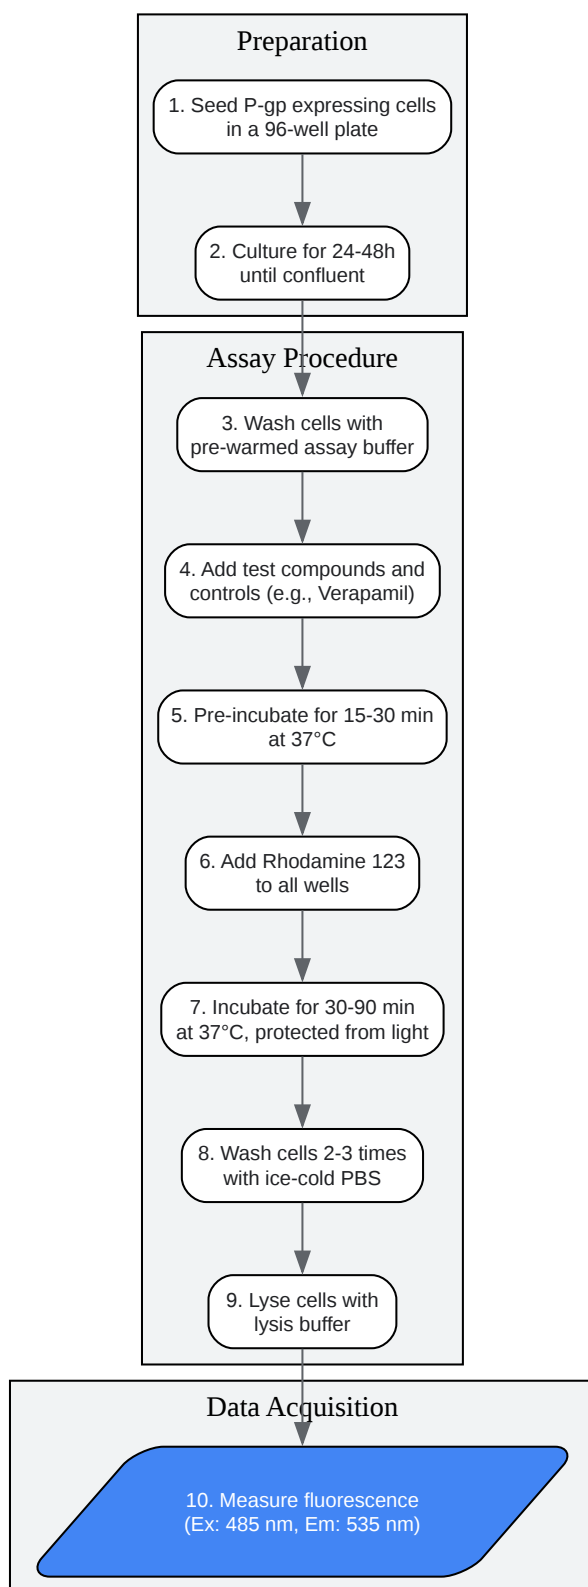 Preparation
1. Seed P-gp expressing cells
in a 96-well plate
2. Culture for 24-48h
until confluent
Assay Procedure
3. Wash cells with
pre-warmed assay buffer
4. Add test compounds and
controls (e.g., Verapamil)
5. Pre-incubate for 15-30 min
at 37°C
6. Add Rhodamine 123
to all wells
7. Incubate for 30-90 min
at 37°C, protected from light
8. Wash cells 2-3 times
with ice-cold PBS
9. Lyse cells with
lysis buffer
Data Acquisition
10. Measure fluorescence
(Ex: 485 nm, Em: 535 nm)